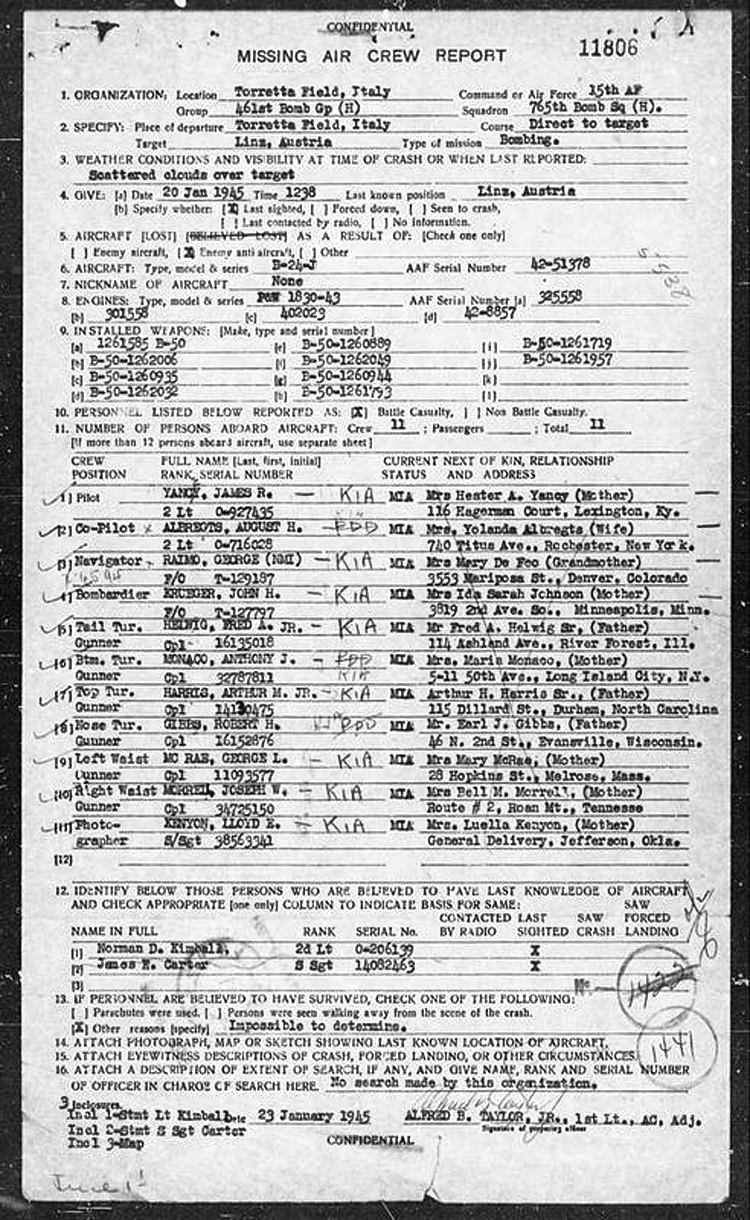 CONFIDENTIAL
MISSING AIR CREW REPORT 11806
1. ORGANIZATION: Location Torretta Field, Italy Command or Air Force 15th AF
Group 461st Bomb Gp (H) Squadron 765th Bomb Sq (H).
2. SPECIFY: Place of departure Torretta Field, Italy Course Direct to target
Target Linz, Austria Type of mission Bombing.
3. WEATHER CONDITIONS AND VISIBILITY AT TIME OF CRASH OR WHEN LAST REPORTED:
Scattered clouds over target
4. GIVE: [a] Date 20 Jan 1945 Time 1238 Last known position Linz, Austria
[b] Specify whether: [X] Last sighted, [ ] Forced down, [ ] Seen to crash,
[ ] Last contacted by radio, [ ] No information.
5. AIRCRAFT [LOST] [BELIEVED LOST] AS A RESULT OF: [Check one only]
[ ] Enemy aircraft, [X] Enemy anti aircraft, [ ] Other
6. AIRCRAFT: Type, model & series B-24-J AAF Serial Number 42-51378
7. NICKNAME OF AIRCRAFT None
8. ENGINES: Type, model & series P&W 1830-43 AAF Serial Number [a] 325558
[b] 301558 [c] 402023 [d] 42-8857
9. INSTALLED WEAPONS: [Make, type and serial number]
[a] 1261585 B-50 [e] B-50-1260889 [i] B-50-1261719
[b] B-50-1262006 [f] B-50-1262049 [j] B-50-1261957
[c] B-50-1260935 [g] B-50-1260944 [k]
[d] B-50-1262032 [h] B-50-1261793 [l]
10. PERSONNEL LISTED BELOW REPORTED AS: [X] Battle Casualty, [ ] Non Battle Casualty.
11. NUMBER OF PERSONS ABOARD AIRCRAFT: Crew 11 ; Passengers ; Total 11
[If more than 12 persons aboard aircraft, use separate sheet]
CREW FULL NAME [Last, first, initial] CURRENT NEXT OF KIN, RELATIONSHIP
POSITION RANK, SERIAL NUMBER STATUS AND ADDRESS
[1] Pilot YANCY, JAMES R. — KIA MIA Mrs Hester A. Yancy (Mother)
2 Lt 0-927435 116 Hagerman Court, Lexington, Ky.
[2] Co-Pilot x ALBREGTS, AUGUST H. — MIA Mrs. Yolanda Albregts (Wife)
2 Lt 0-716028 740 Titus Ave., Rochester, New York.
[3] Navigator RAIMO, GEORGE (NMI) — KIA MIA Mrs Mary De Feo (Grandmother)
F/O T-129187 3553 Mariposa St., Denver, Colorado
[4] Bombardier KRUEGER, JOHN H. — KIA MIA Mrs Ida Sarah Johnson (Mother)
F/O T-127797 3819 2nd Ave. So., Minneapolis, Minn.
[5] Tail Tur. HELWIG, FRED A. JR. — KIA MIA Mr Fred A. Helwig Sr, (Father)
Gunner Cpl 16135018 114 Ashland Ave., River Forest, Ill.
[6] Btm. Tur. MONACO, ANTHONY J. — MIA Mrs. Maria Monaco, (Mother)
Gunner Cpl 32787811 KIA 5-11 50th Ave., Long Island City, N.Y.
[7] Top Tur. HARRIS, ARTHUR M. JR. — KIA MIA Arthur H. Harris Sr., (Father)
Gunner Cpl 14130475 115 Dillard St., Durham, North Carolina
[8] Nose Tur. GIBBS, ROBERT H. MIA Mr. Earl J. Gibbs, (Father)
Gunner Cpl 16152876 46 N. 2nd St., Evansville, Wisconsin.
[9] Left Waist MC RAE, GEORGE L. — KIA MIA Mrs Mary McRae, (Mother)
Gunner Cpl 11093577 28 Hopkins St., Melrose, Mass.
[10] Right Waist MORRELL, JOSEPH W. — KIA MIA Mrs Bell M. Morrell, (Mother)
Gunner Cpl 34725150 Route # 2, Roan Mt., Tennessee
[11] Photo- KENYON, LLOYD E. — KIA MIA Mrs. Luella Kenyon, (Mother)
grapher S/Sgt 38563341 General Delivery, Jefferson, Okla.
[12]
12. IDENTIFY BELOW THOSE PERSONS WHO ARE BELIEVED TO HAVE LAST KNOWLEDGE OF AIRCRAFT,
AND CHECK APPROPRIATE [one only] COLUMN TO INDICATE BASIS FOR SAME: SAW
CONTACTED LAST SAW FORCED
NAME IN FULL RANK SERIAL No. BY RADIO SIGHTED CRASH LANDING
[1] Norman D. Kimball, 2d Lt 0-206139 X
[2] James E. Carter S Sgt 14082463 X
[3] No. — 1422
13. IF PERSONNEL ARE BELIEVED TO HAVE SURVIVED, CHECK ONE OF THE FOLLOWING:
[ ] Parachutes were used, [ ] Persons were seen walking away from the scene of the crash.
[X] Other reasons [specify] Impossible to determine.
14. ATTACH PHOTOGRAPH, MAP OR SKETCH SHOWING LAST KNOWN LOCATION OF AIRCRAFT.
15. ATTACH EYEWITNESS DESCRIPTIONS OF CRASH, FORCED LANDING, OR OTHER CIRCUMSTANCES.
1441
16. ATTACH A DESCRIPTION OF EXTENT OF SEARCH, IF ANY, AND GIVE NAME, RANK AND SERIAL NUMBER
OF OFFICER IN CHARGE OF SEARCH HERE. No search made by this organization.
3 Inclosures.
Incl 1-Stmt Lt Kimball Date 23 January 1945 ALFRED B. TAYLOR, JR., 1st Lt., AC, Adj.
Incl 2-Stmt S Sgt Carter Signature of preparing officer
Incl 3-Map CONFIDENTIAL